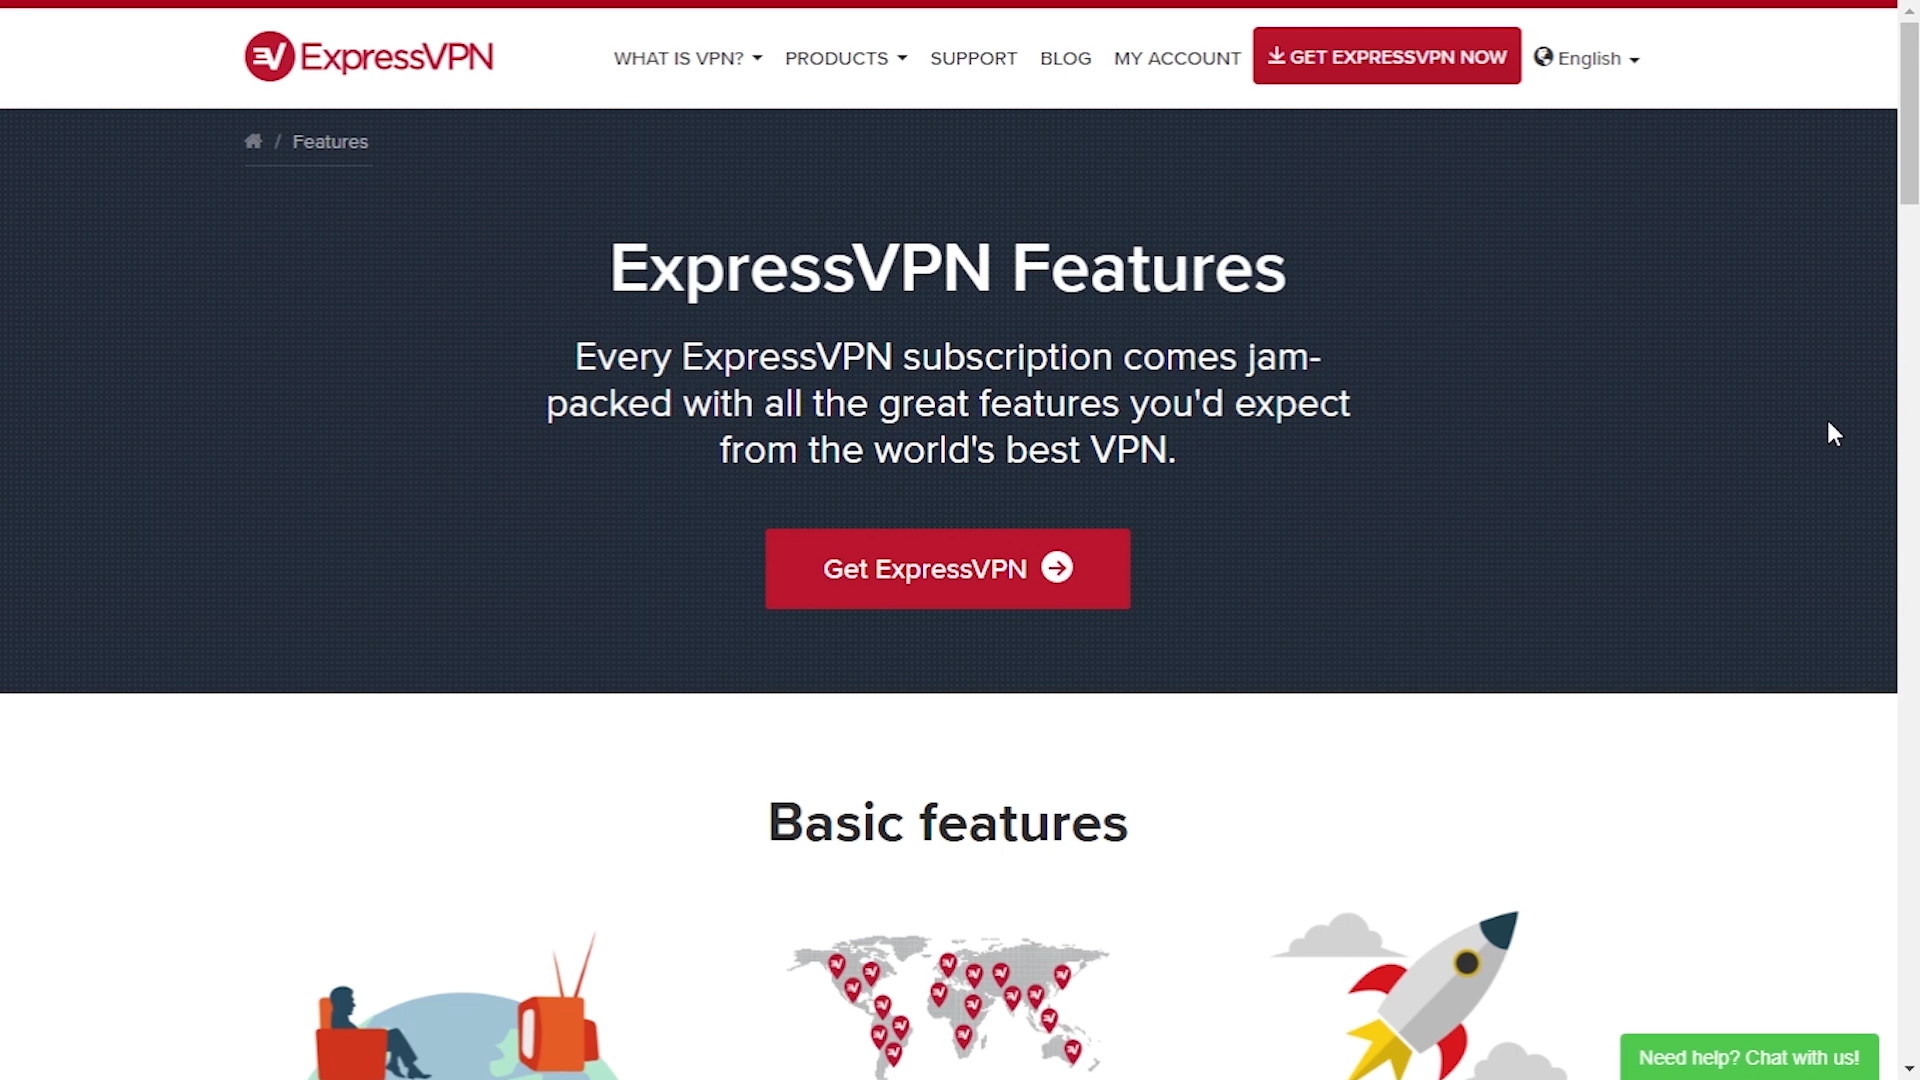 ExpressVPN
WHAT IS VPN? PRODUCTS SUPPORT BLOG MY ACCOUNT GET EXPRESSVPN NOW English
/ Features
ExpressVPN Features
Every ExpressVPN subscription comes jam-
packed with all the great features you'd expect
from the world's best VPN.
Get ExpressVPN
Basic features
Need help? Chat with us!